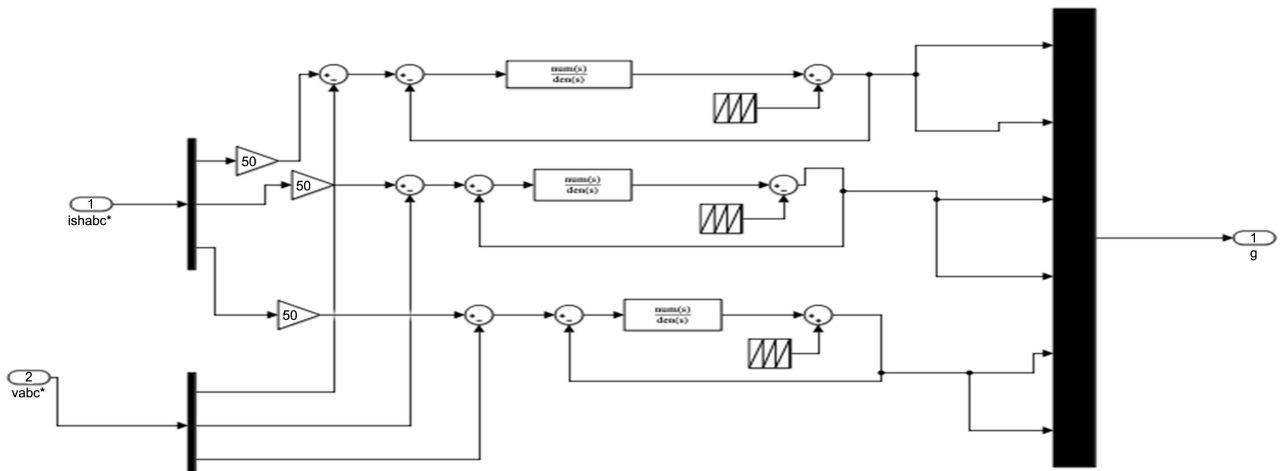 num(s)
den(s)
50
num(s)
den(s)
50
1
ishabc*
1
g
num(s)
den(s)
50
2
vabc*